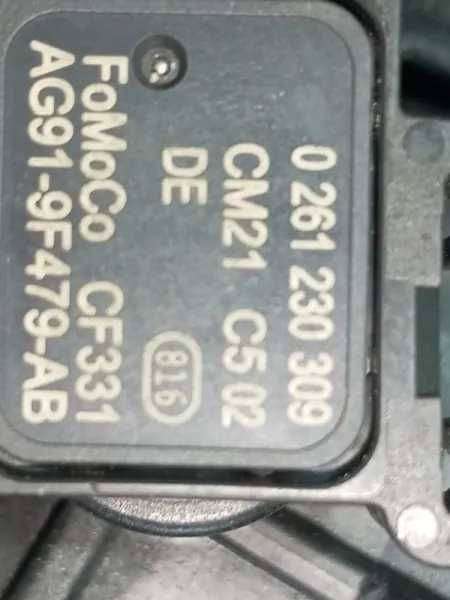 0 261 230 309
CM21 C5 02
DE 816
FoMoCo CF331
AG91-9F479-AB